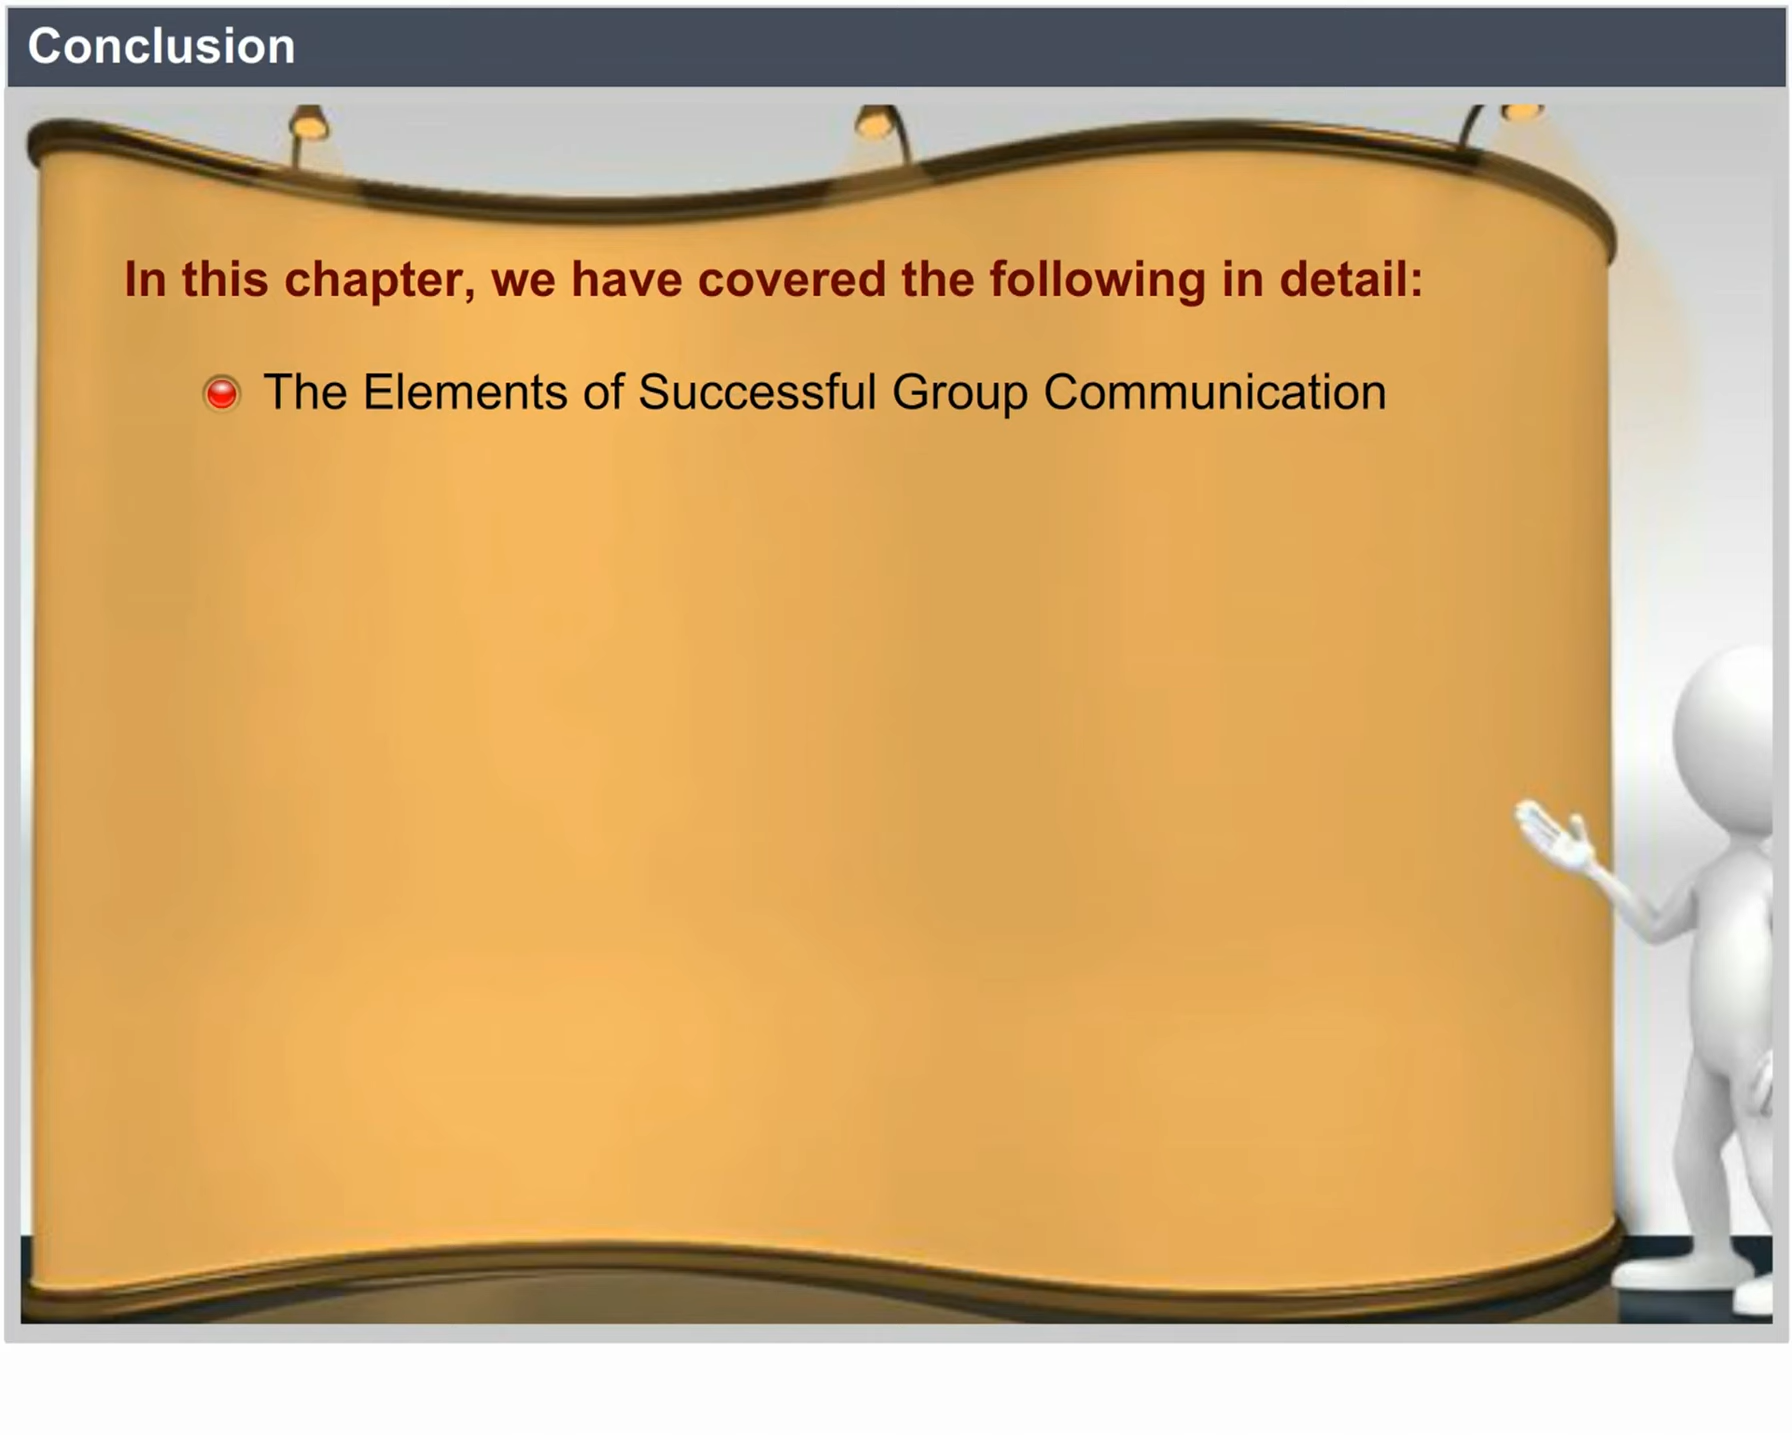 Conclusion
In this chapter, we have covered the following in detail:
The Elements of Successful Group Communication